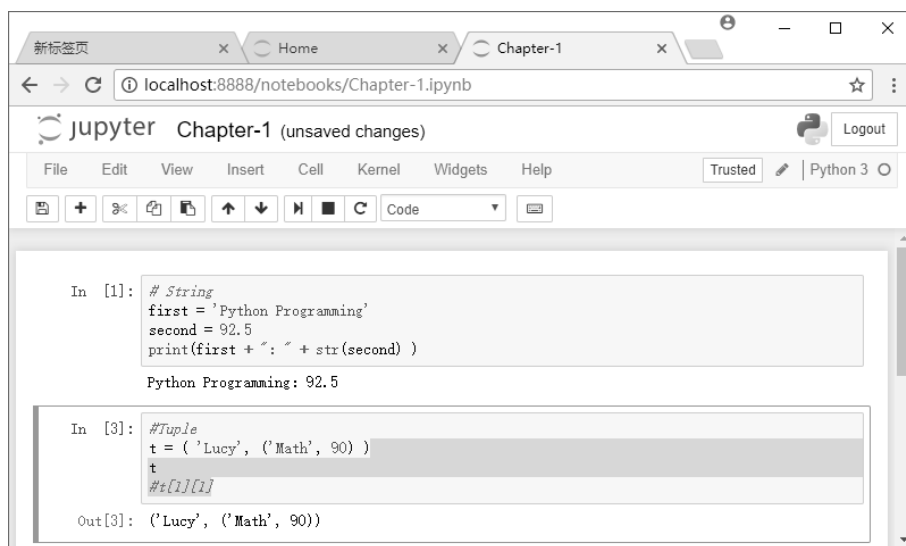 新标签页 Home Chapter-1
localhost:8888/notebooks/Chapter-1.ipynb
jupyter Chapter-1 (unsaved changes) Logout
File Edit View Insert Cell Kernel Widgets Help Trusted Python 3
Code
In [1]: # String
first = 'Python Programming'
second = 92.5
print(first + ": " + str(second) )
Python Programming: 92.5
In [3]: #Tuple
t = ( 'Lucy', ('Math', 90) )
t
#t[1][1]
Out[3]: ('Lucy', ('Math', 90))